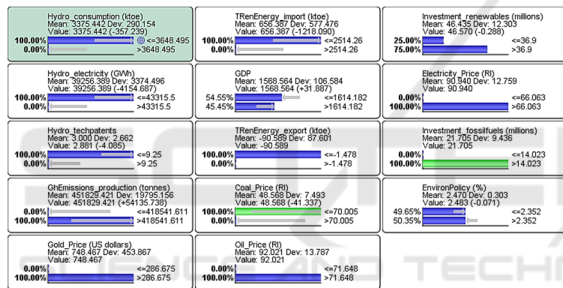 Hydro_consumption (ktoe)
Mean: 3375.442 Dev: 290.154
Value: 3375.442 (-357.239)
100.00% <=3648.495
0.00% >3648.495
TRenEnergy_import (ktoe)
Mean: 656.387 Dev: 577.476
Value: 656.387 (-1218.090)
100.00% <=2514.26
0.00% >2514.26
Investment_renewables (millions)
Mean: 46.435 Dev: 12.303
Value: 46.570 (-0.288)
25.00% <=36.9
75.00% >36.9
Hydro_electricity (GWh)
Mean: 39256.389 Dev: 3374.496
Value: 39256.389 (-4154.687)
100.00% <=43315.5
0.00% >43315.5
GDP
Mean: 1568.564 Dev: 106.584
Value: 1568.564 (+31.887)
54.55% <=1614.182
45.45% >1614.182
Electricity_Price (RI)
Mean: 90.940 Dev: 12.759
Value: 90.940
0.00% <=66.063
100.00% >66.063
Hydro_techpatents
Mean: 3.000 Dev: 2.662
Value: 2.881 (-4.085)
100.00% <=9.25
0.00% >9.25
TRenEnergy_export (ktoe)
Mean: -90.589 Dev: 87.601
Value: -90.589
100.00% <=-1.478
0.00% >-1.478
Investment_fossilfuels (millions)
Mean: 21.705 Dev: 9.436
Value: 21.705
0.00% <=14.023
100.00% >14.023
GhEmissions_production (tonnes)
Mean: 451829.421 Dev: 19795.156
Value: 451829.421 (+54135.738)
0.00% <=418541.611
100.00% >418541.611
Coal_Price (RI)
Mean: 48.568 Dev: 7.493
Value: 48.568 (-41.337)
100.00% <=70.005
0.00% >70.005
EnvironPolicy (%)
Mean: 2.470 Dev: 0.303
Value: 2.483 (-0.071)
49.65% <=2.352
50.35% >2.352
Gold_Price (US dollars)
Mean: 748.467 Dev: 453.867
Value: 748.467
0.00% <=286.675
100.00% >286.675
Oil_Price (RI)
Mean: 92.021 Dev: 13.787
Value: 92.021
0.00% <=71.648
100.00% >71.648